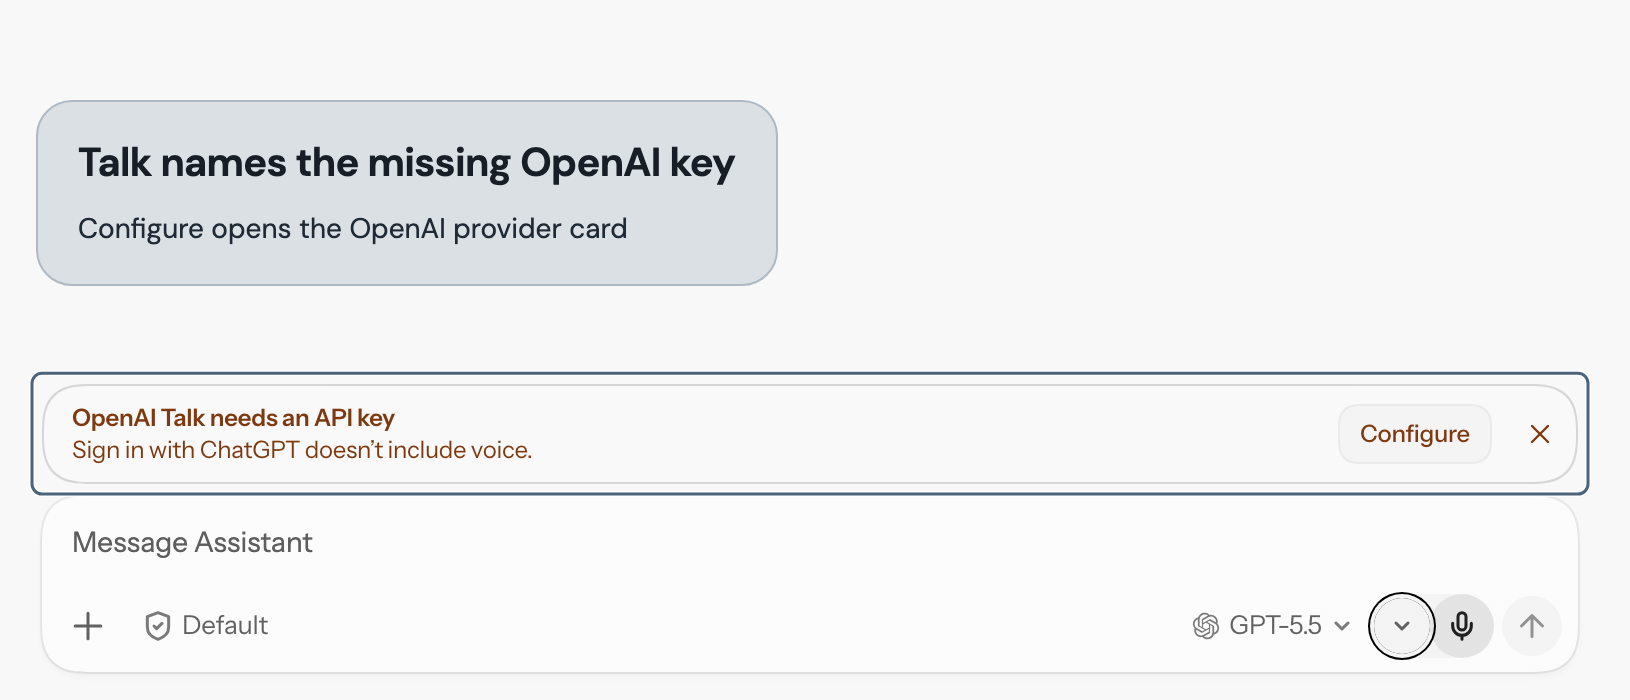 Talk names the missing OpenAI key
Configure opens the OpenAI provider card
OpenAI Talk needs an API key
Sign in with ChatGPT doesn’t include voice.
Configure
Message Assistant
Default
GPT-5.5